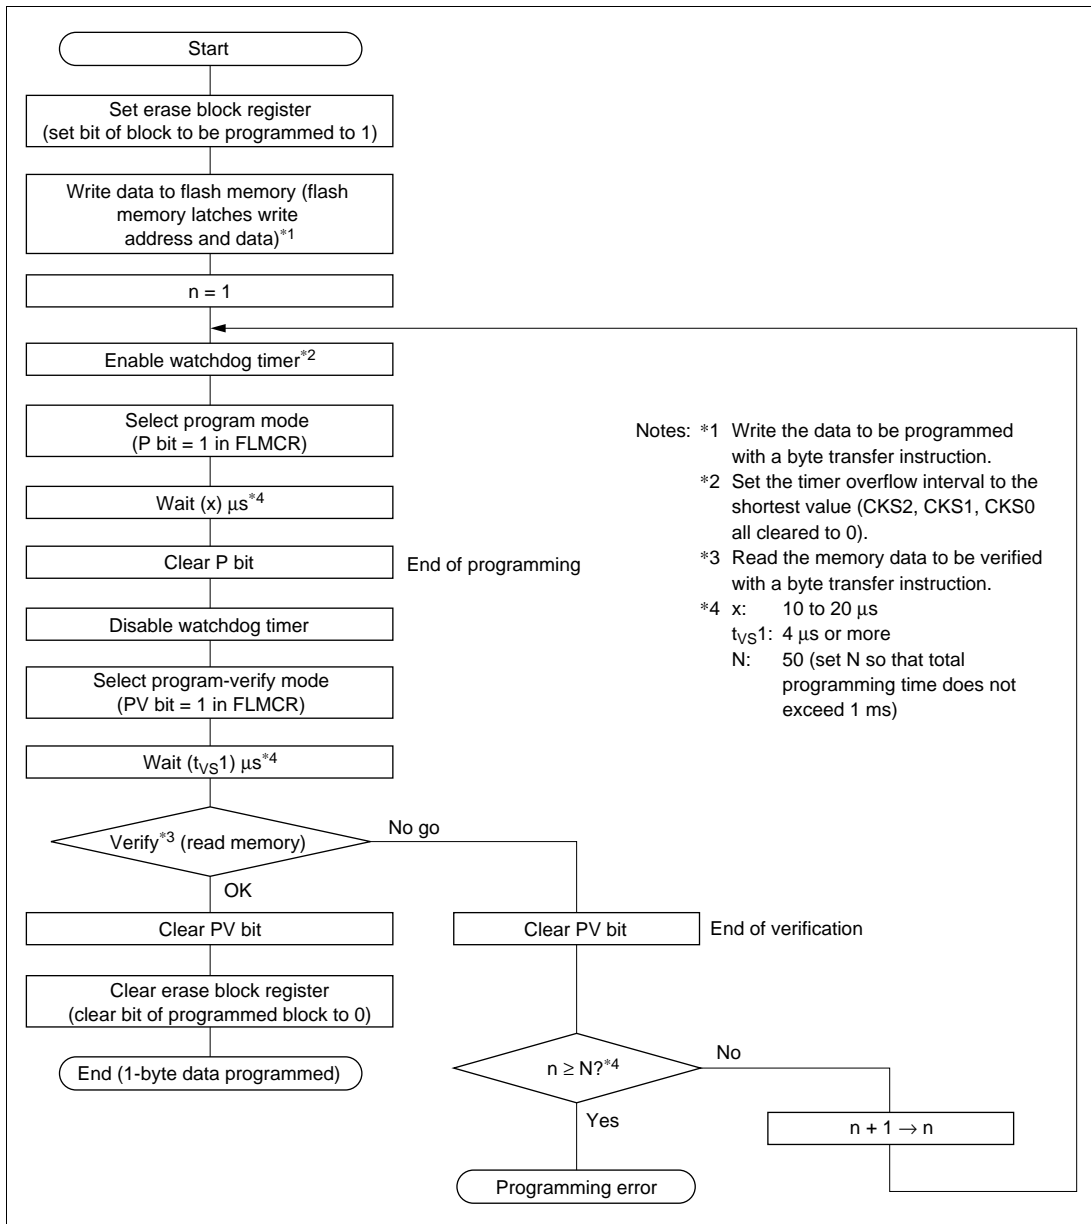 Start
Set erase block register
(set bit of block to be programmed to 1)
Write data to flash memory (flash
memory latches write
address and data)*1
n = 1
Enable watchdog timer*2
Select program mode
(P bit = 1 in FLMCR)
Wait (x) μs*4
Clear P bit
End of programming
Disable watchdog timer
Select program-verify mode
(PV bit = 1 in FLMCR)
Wait (tVS1) μs*4
Verify*3 (read memory)
No go
OK
Clear PV bit
Clear erase block register
(clear bit of programmed block to 0)
End (1-byte data programmed)
Clear PV bit
End of verification
n ≥ N?*4
No
Yes
n + 1 → n
Programming error
Notes: *1 Write the data to be programmed
with a byte transfer instruction.
*2 Set the timer overflow interval to the
shortest value (CKS2, CKS1, CKS0
all cleared to 0).
*3 Read the memory data to be verified
with a byte transfer instruction.
*4 x: 10 to 20 μs
tVS1: 4 μs or more
N: 50 (set N so that total
programming time does not
exceed 1 ms)